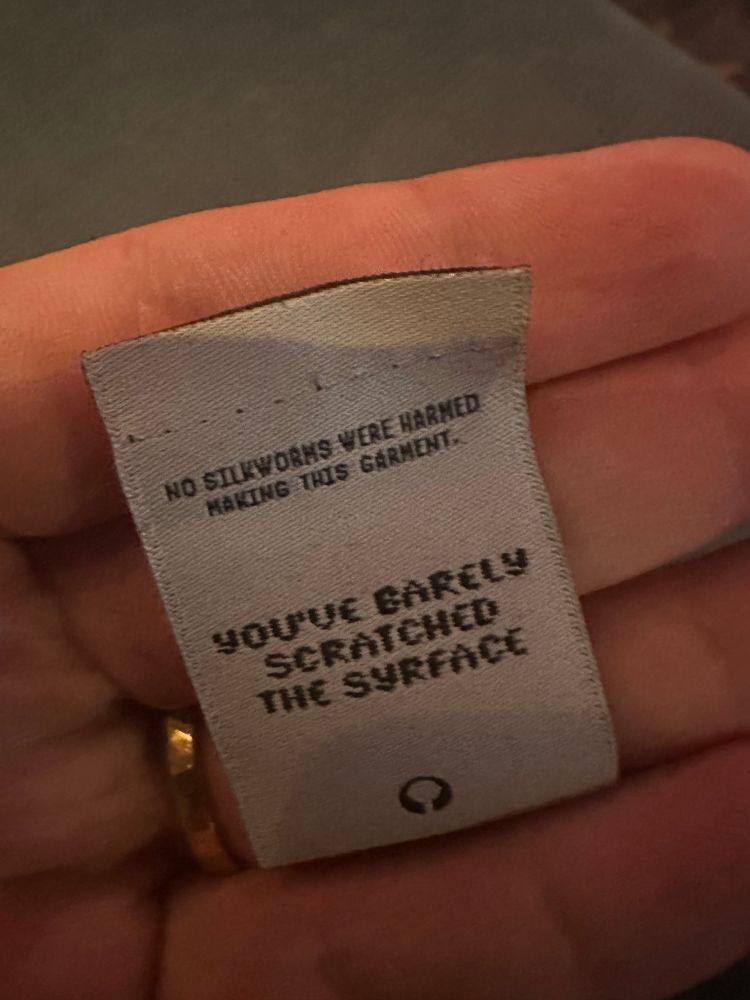 NO SILKWORMS WERE HARMED
MAKING THIS GARMENT.
YOU'VE BARELY
SCRATCHED
THE SURFACE